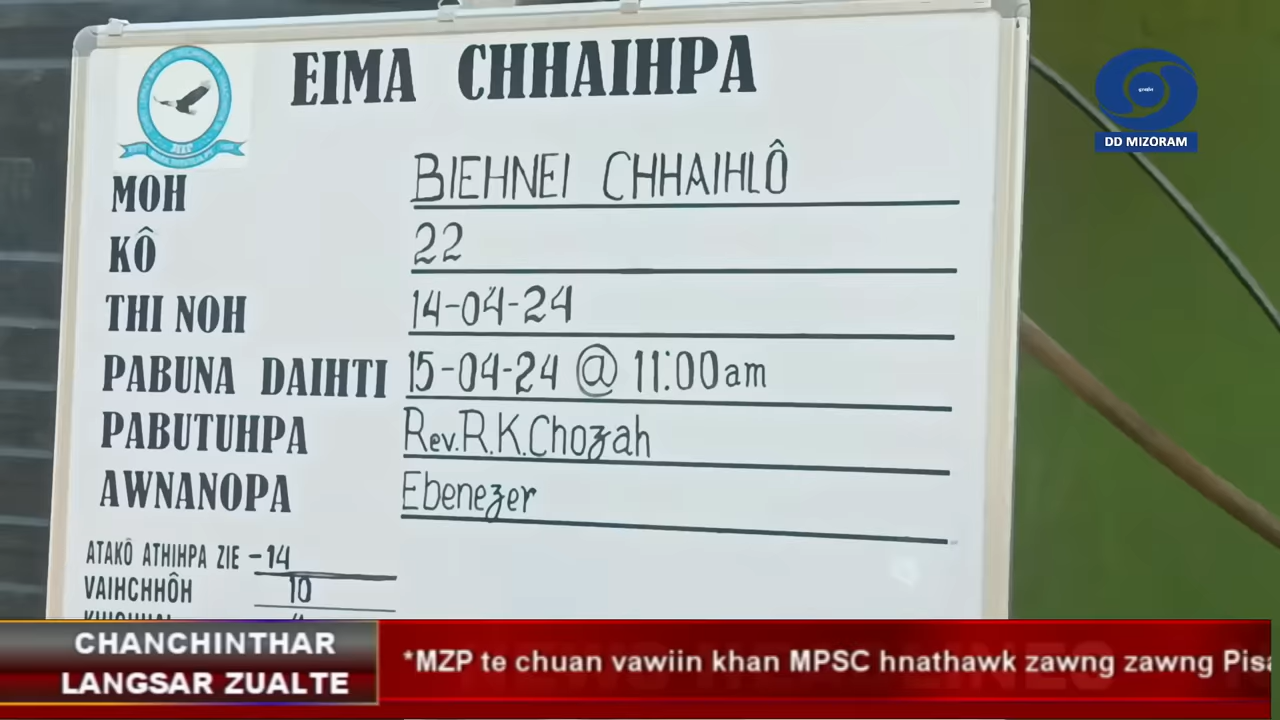 EIMA CHHAIHPA
DD MIZORAM
MOH BIEHNEI CHHAIHLÔ
KÔ 22
THI NOH 14-04-24
PABUNA DAIHTI 15-04-24 @ 11:00am
PABUTUHPA Rev.R.K.Chozah
AWNANOPA Ebenezer
ATAKÔ ATHIHPA ZIE - 14
VAIHCHHÔH 10
CHANCHINTHAR
LANGSAR ZUALTE
*MZP te chuan vawiin khan MPSC hnathawk zawng zawng Pisa